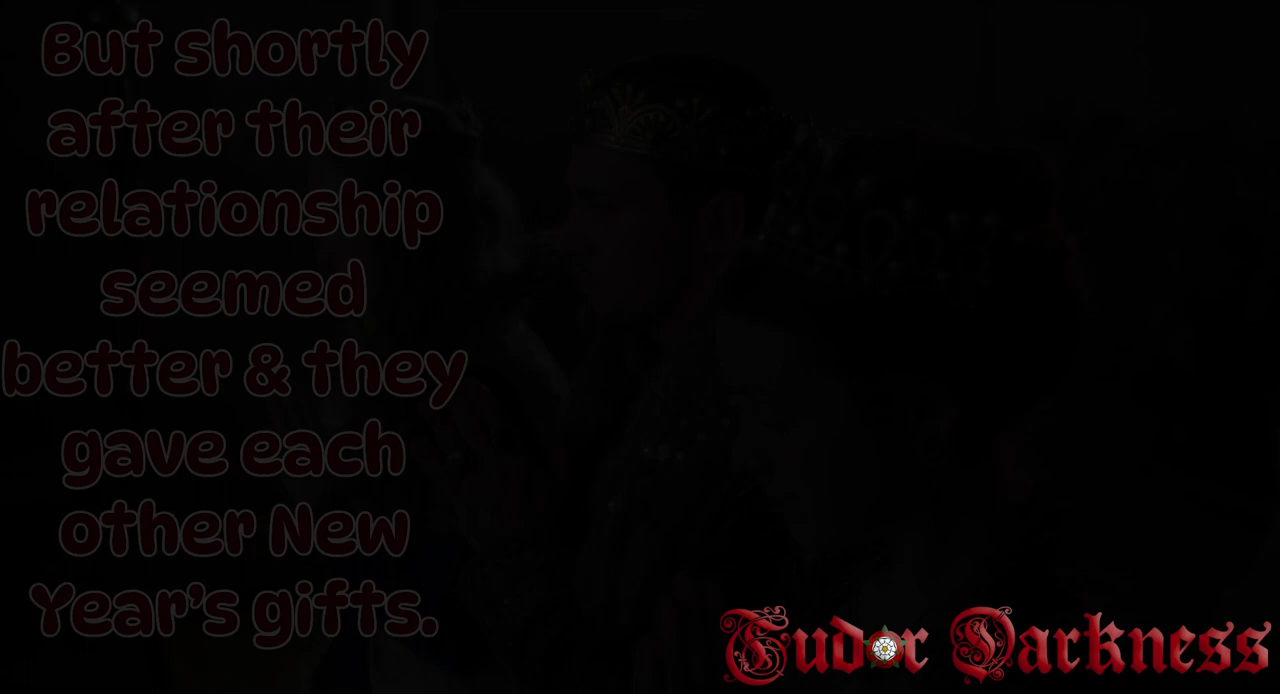 But shortly
after their
relationship
seemed
better & they
gave each
other New
Year's gifts.
Tudor Darkness